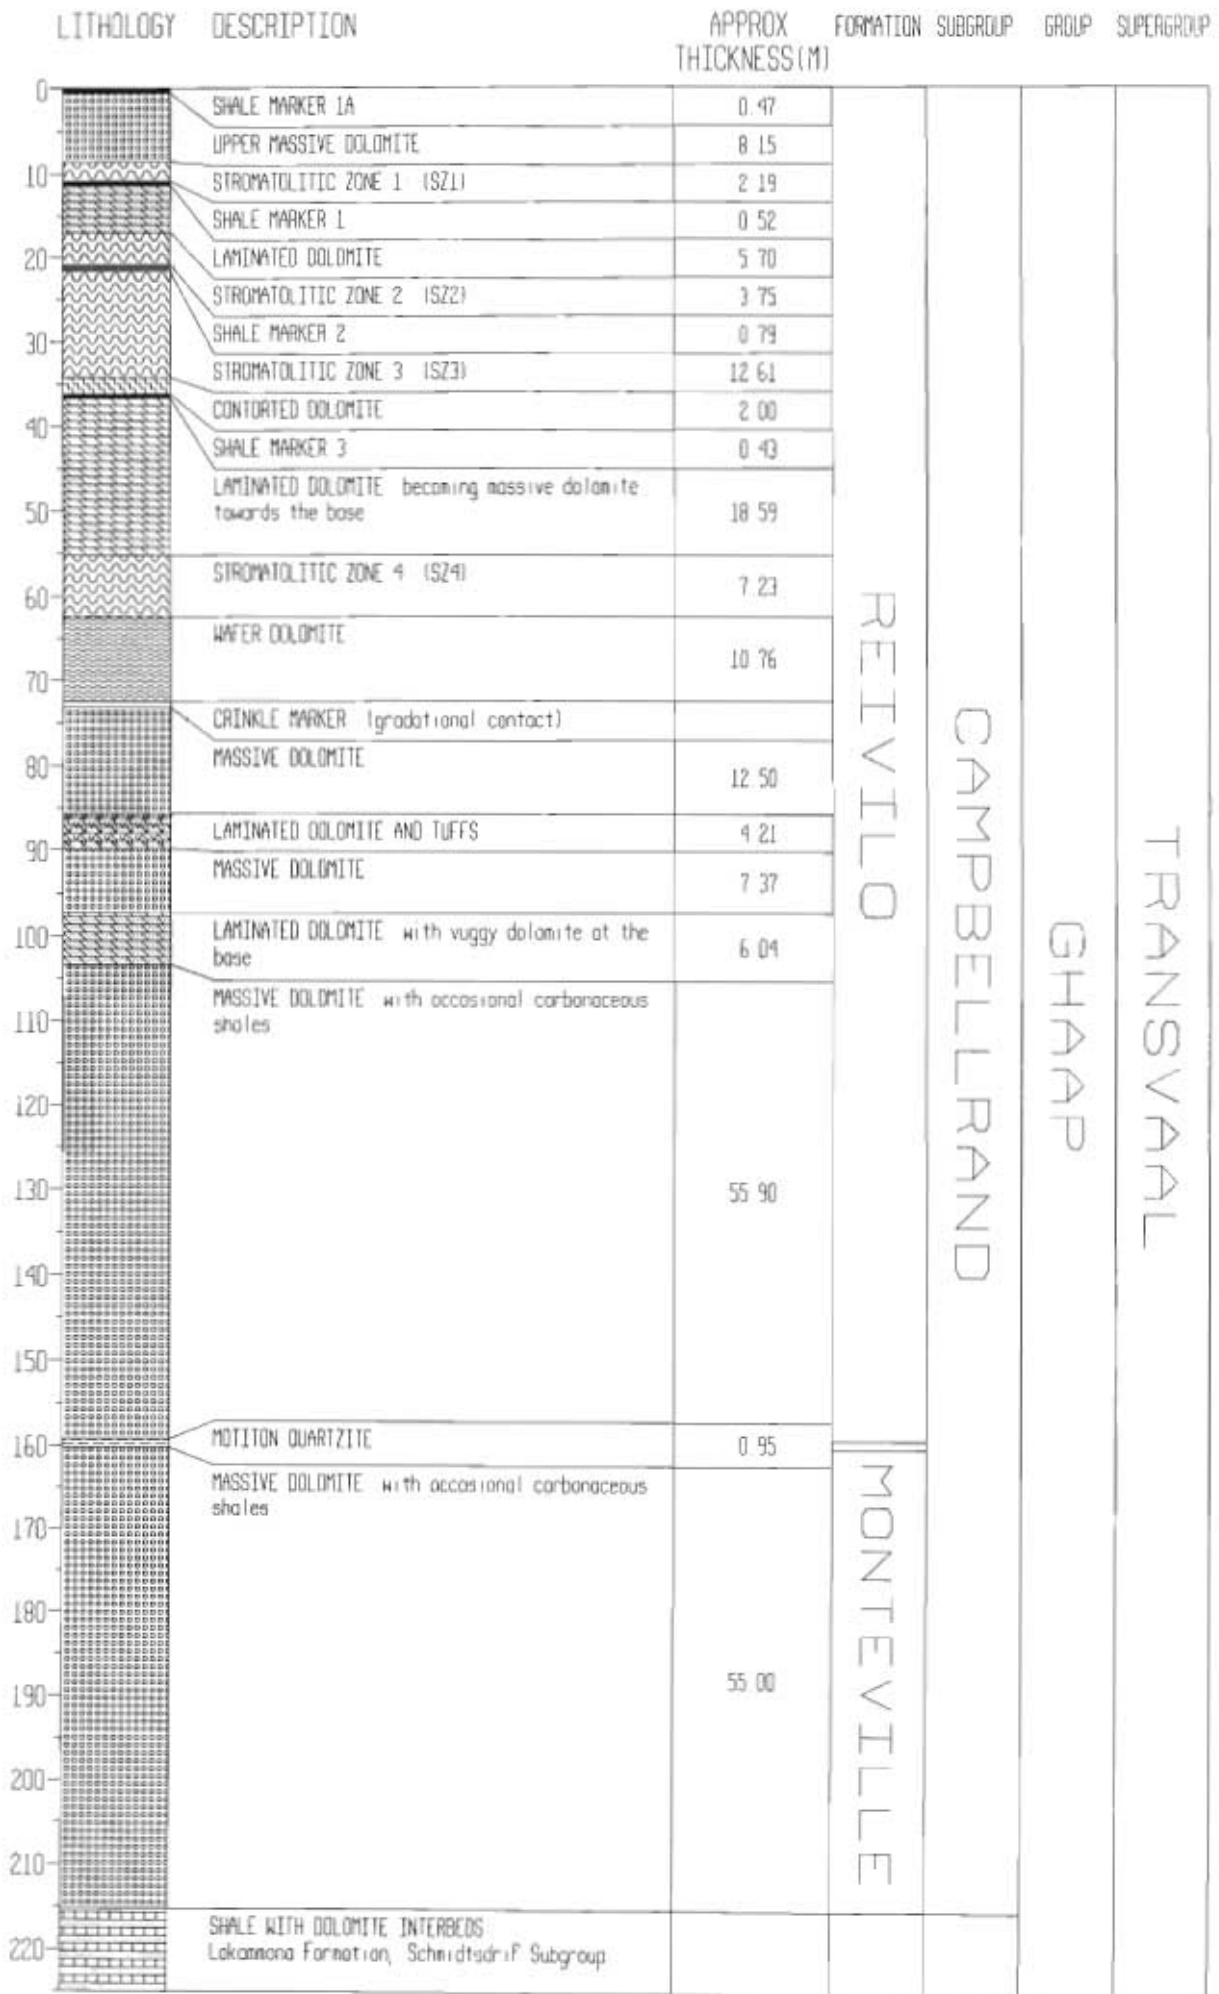 LITHOLOGY DESCRIPTION APPROX THICKNESS(M) FORMATION SUBGROUP GROUP SUPERGROUP
0
SHALE MARKER 1A 0.47
UPPER MASSIVE DOLOMITE 8 15
10
STROMATOLITIC ZONE 1 (SZ1) 2 19
SHALE MARKER 1 0 52
20
LAMINATED DOLOMITE 5 70
STROMATOLITIC ZONE 2 (SZ2) 3 75
SHALE MARKER 2 0 79
30
STROMATOLITIC ZONE 3 (SZ3) 12 61
CONTORTED DOLOMITE 2 00
40
SHALE MARKER 3 0 43
LAMINATED DOLOMITE becoming massive dolomite
towards the base 18 59
50
STROMATOLITIC ZONE 4 (SZ4) 7 23
60
WAFER DOLOMITE 10 76
70
CRINKLE MARKER (gradational contact)
MASSIVE DOLOMITE 12 50
80
LAMINATED DOLOMITE AND TUFFS 4 21
90
MASSIVE DOLOMITE 7 37
LAMINATED DOLOMITE with vuggy dolomite at the
base 6 04
100
MASSIVE DOLOMITE with occasional carbonaceous
shales
110
120
130
55 90
140
150
MOTITON QUARTZITE 0 95
160
MASSIVE DOLOMITE with occasional carbonaceous
shales
170
180
190
55 00
200
210
SHALE WITH DOLOMITE INTERBEDS
220
Lokammona Formation, Schmidtsdrif Subgroup
REIVILO
MONTEVILLE
CAMPBELLRAND
GHAAP
TRANSVAAL